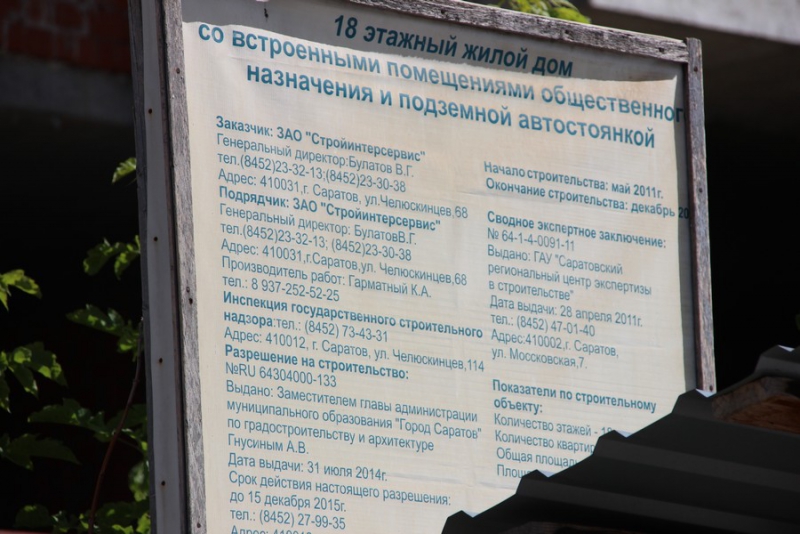 18 этажный жилой дом
со встроенными помещениями общественног
назначения и подземной автостоянкой
Заказчик: ЗАО "Стройинтерсервис"
Генеральный директор:Булатов В.Г.
тел.(8452)23-32-13;(8452)23-30-38
Адрес: 410031,г. Саратов, ул.Челюскинцев,68
Подрядчик: ЗАО "Стройинтерсервис"
Генеральный директор: БулатовВ.Г.
тел.(8452)23-32-13; (8452)23-30-38
Адрес: 410031,г.Саратов,ул. Челюскинцев,68
Производитель работ: Гарматный К.А.
тел.: 8 937-252-52-25
Инспекция государственного строительного
надзора.тел.: (8452) 73-43-31
Адрес: 410012, г. Саратов, ул. Челюскинцев,114
Разрешение на строительство:
№RU 64304000-133
Выдано: Заместителем главы администрации
муниципального образования "Город Саратов"
по градостроительству и архитектуре
Гнусиным А.В.
Дата выдачи: 31 июля 2014г.
Срок действия настоящего разрешения:
до 15 декабря 2015г.
тел.: (8452) 27-99-35
Начало строительства: май 2011г.
Окончание строительства: декабрь 20
Сводное экспертное заключение:
№ 64-1-4-0091-11
Выдано: ГАУ "Саратовский
региональный центр экспертизы
в строительстве"
Дата выдачи: 28 апреля 2011г.
тел.: (8452) 47-01-40
Адрес:410002,г. Саратов,
ул. Моссковская,7.
Показатели по строительному
объекту:
Количество этажей -
Количество квартир
Общая площадь